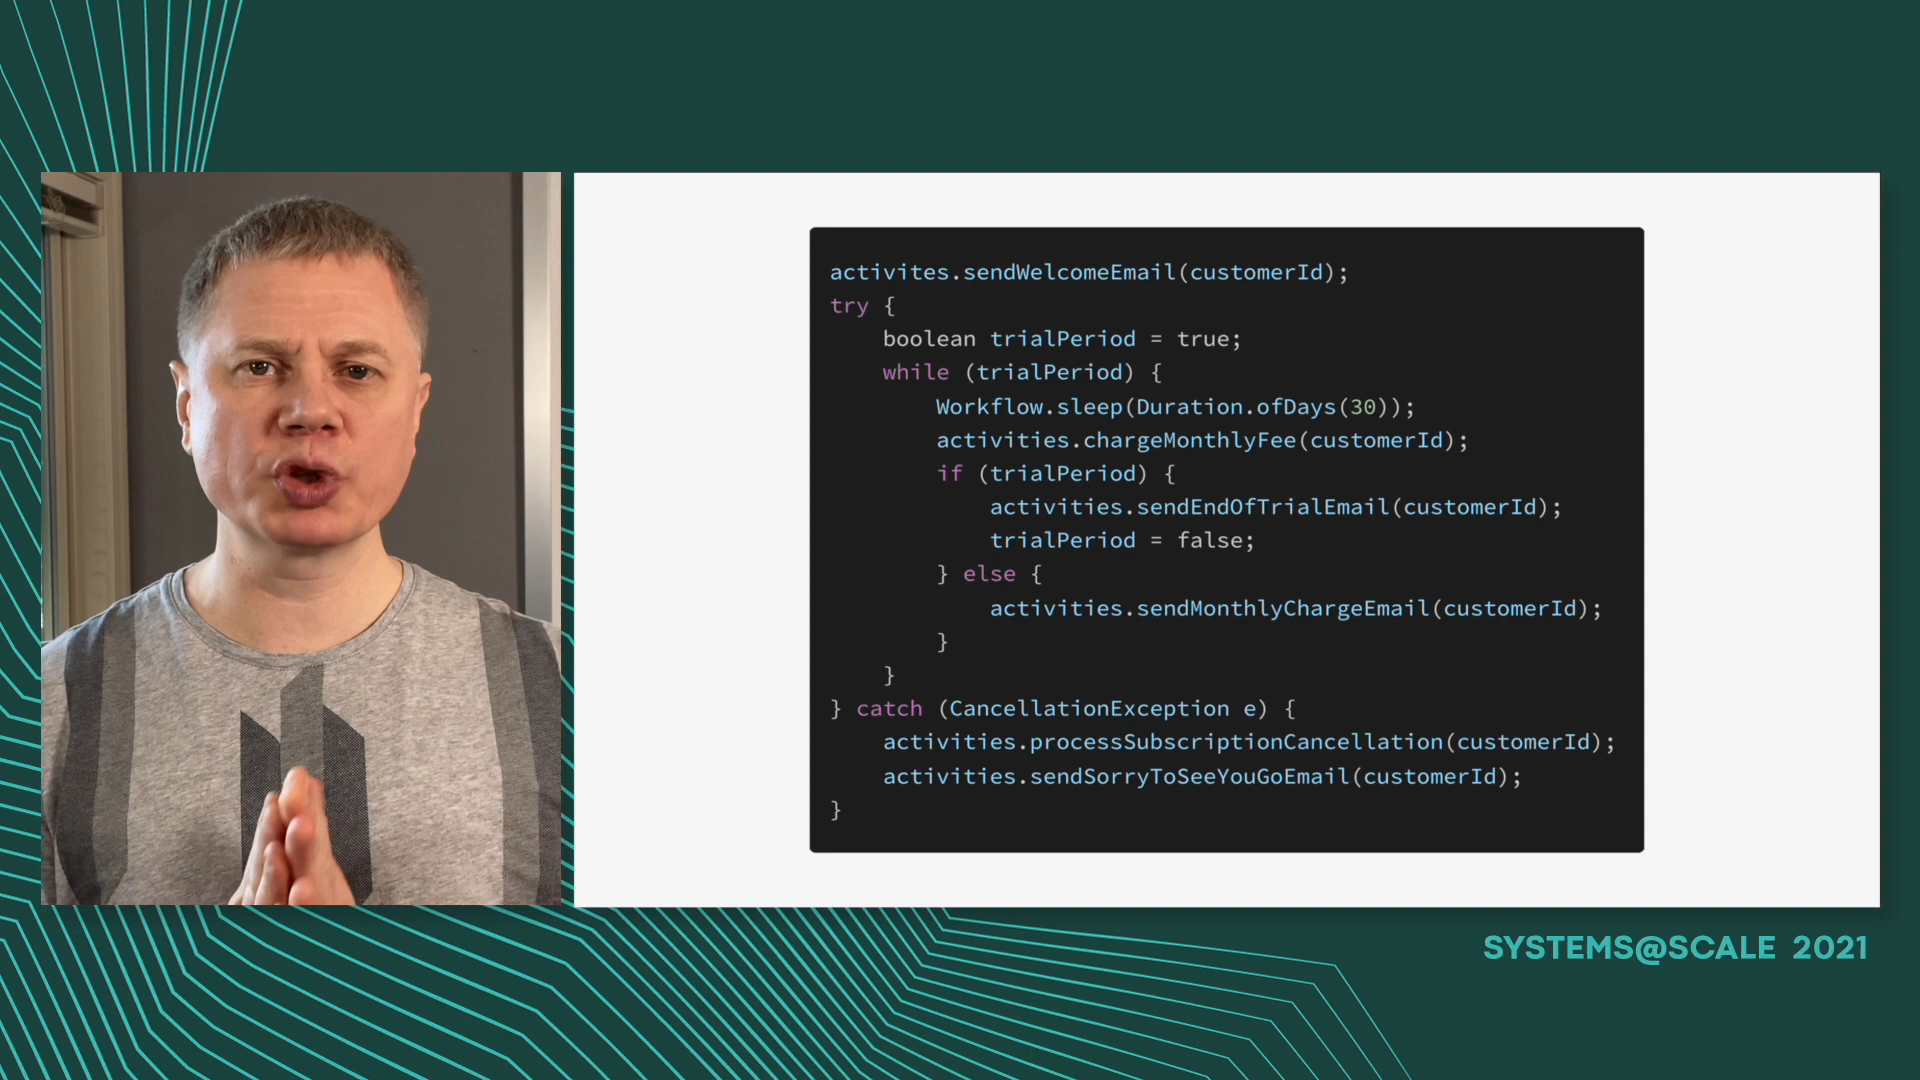 activites.sendWelcomeEmail(customerId);
try {
    boolean trialPeriod = true;
    while (trialPeriod) {
        Workflow.sleep(Duration.ofDays(30));
        activities.chargeMonthlyFee(customerId);
        if (trialPeriod) {
            activities.sendEndOfTrialEmail(customerId);
            trialPeriod = false;
        } else {
            activities.sendMonthlyChargeEmail(customerId);
        }
    }
} catch (CancellationException e) {
    activities.processSubscriptionCancellation(customerId);
    activities.sendSorryToSeeYouGoEmail(customerId);
}
SYSTEMS@SCALE 2021